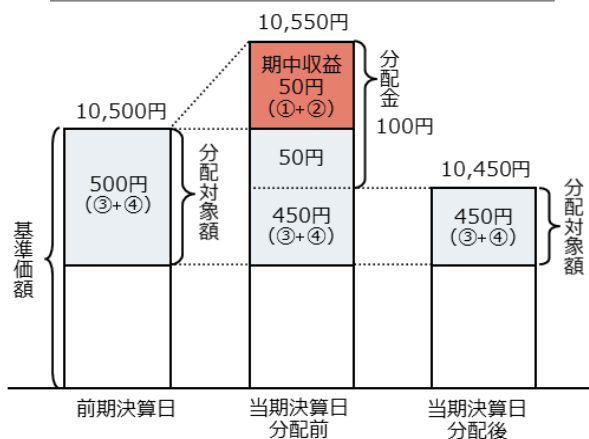 10,550円
期中収益
50円
(①+②)
分配金
100円
10,500円
500円
(③+④)
分配対象額
50円
450円
(③+④)
10,450円
450円
(③+④)
分配対象額
基準価額
前期決算日
当期決算日
分配前
当期決算日
分配後